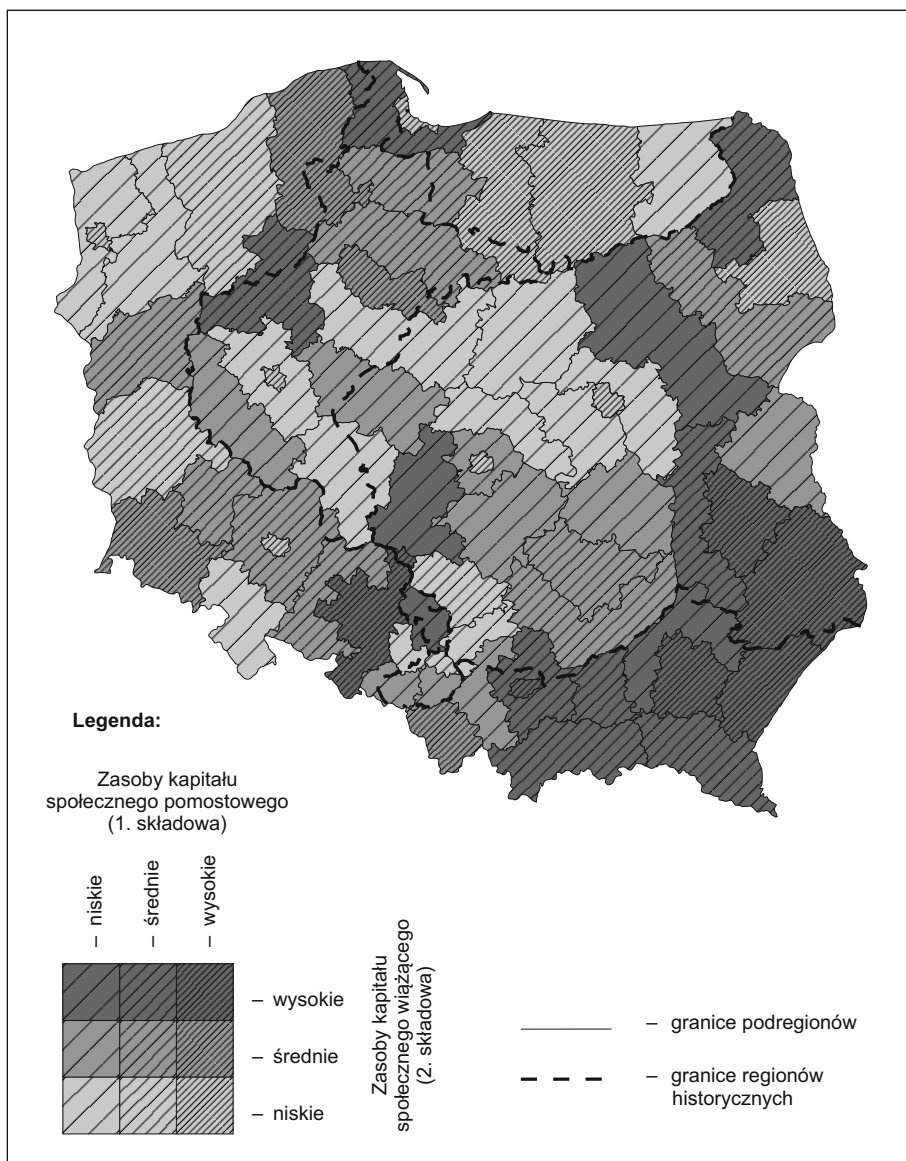 Legenda:
Zasoby kapitału
społecznego pomostowego
(1. składowa)
– niskie
– średnie
– wysokie
– wysokie
– średnie
– niskie
Zasoby kapitału
społecznego wiążącego
(2. składowa)
– granice podregionów
– granice regionów
historycznych